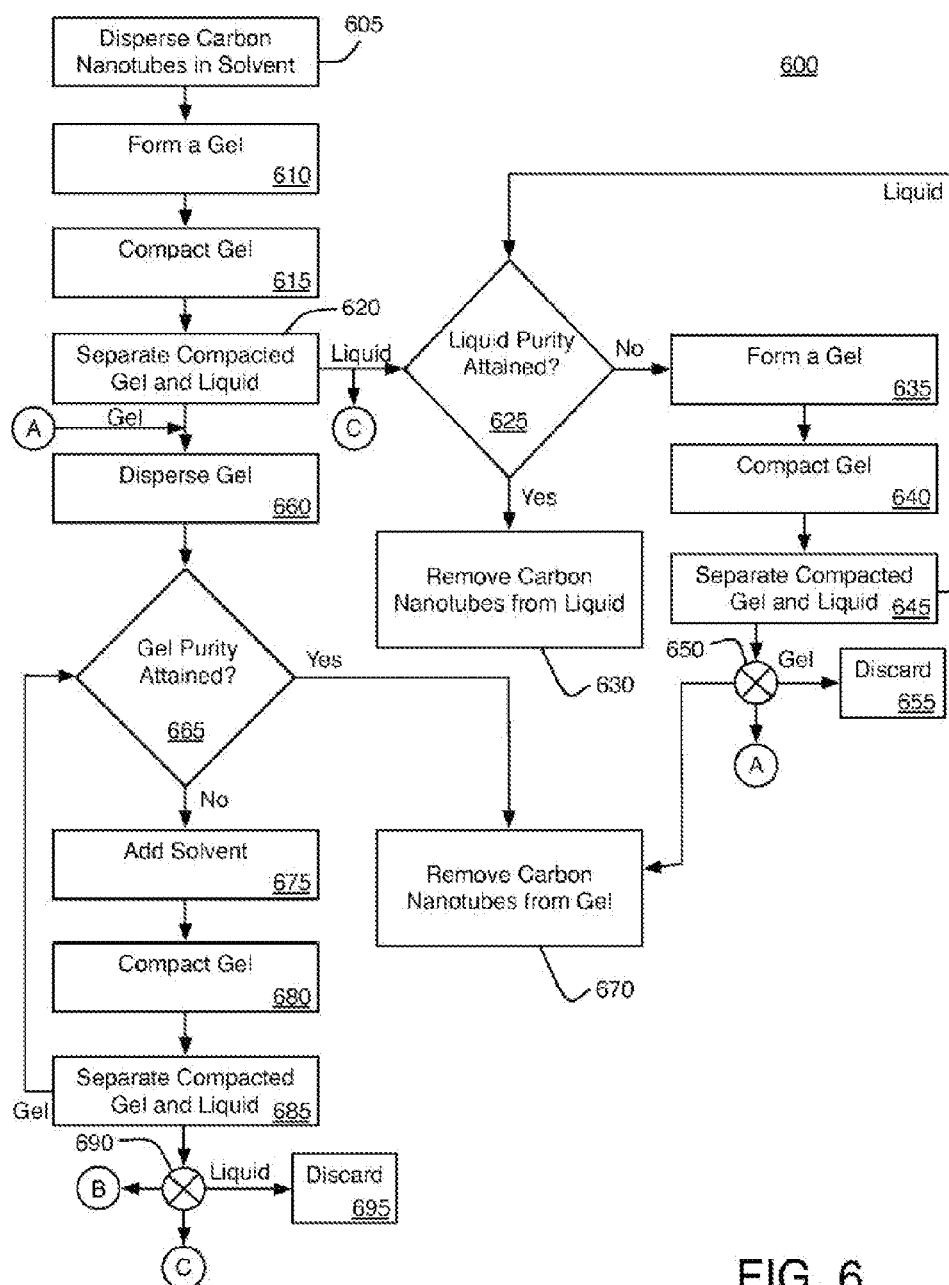 Disperse Carbon
Nanotubes in Solvent
605
600
Form a Gel
610
Compact Gel
615
620
Separate Compacted
Gel and Liquid
Liquid
C
A
Gel
Liquid
Liquid Purity
Attained?
625
No
Yes
Form a Gel
635
Compact Gel
640
Separate Compacted
Gel and Liquid
645
650
Gel
Discard
655
A
Remove Carbon
Nanotubes from Liquid
630
Disperse Gel
660
Gel Purity
Attained?
665
Yes
No
Remove Carbon
Nanotubes from Gel
670
Add Solvent
675
Compact Gel
680
Separate Compacted
Gel and Liquid
685
Gel
690
B
Liquid
Discard
695
C
FIG. 6